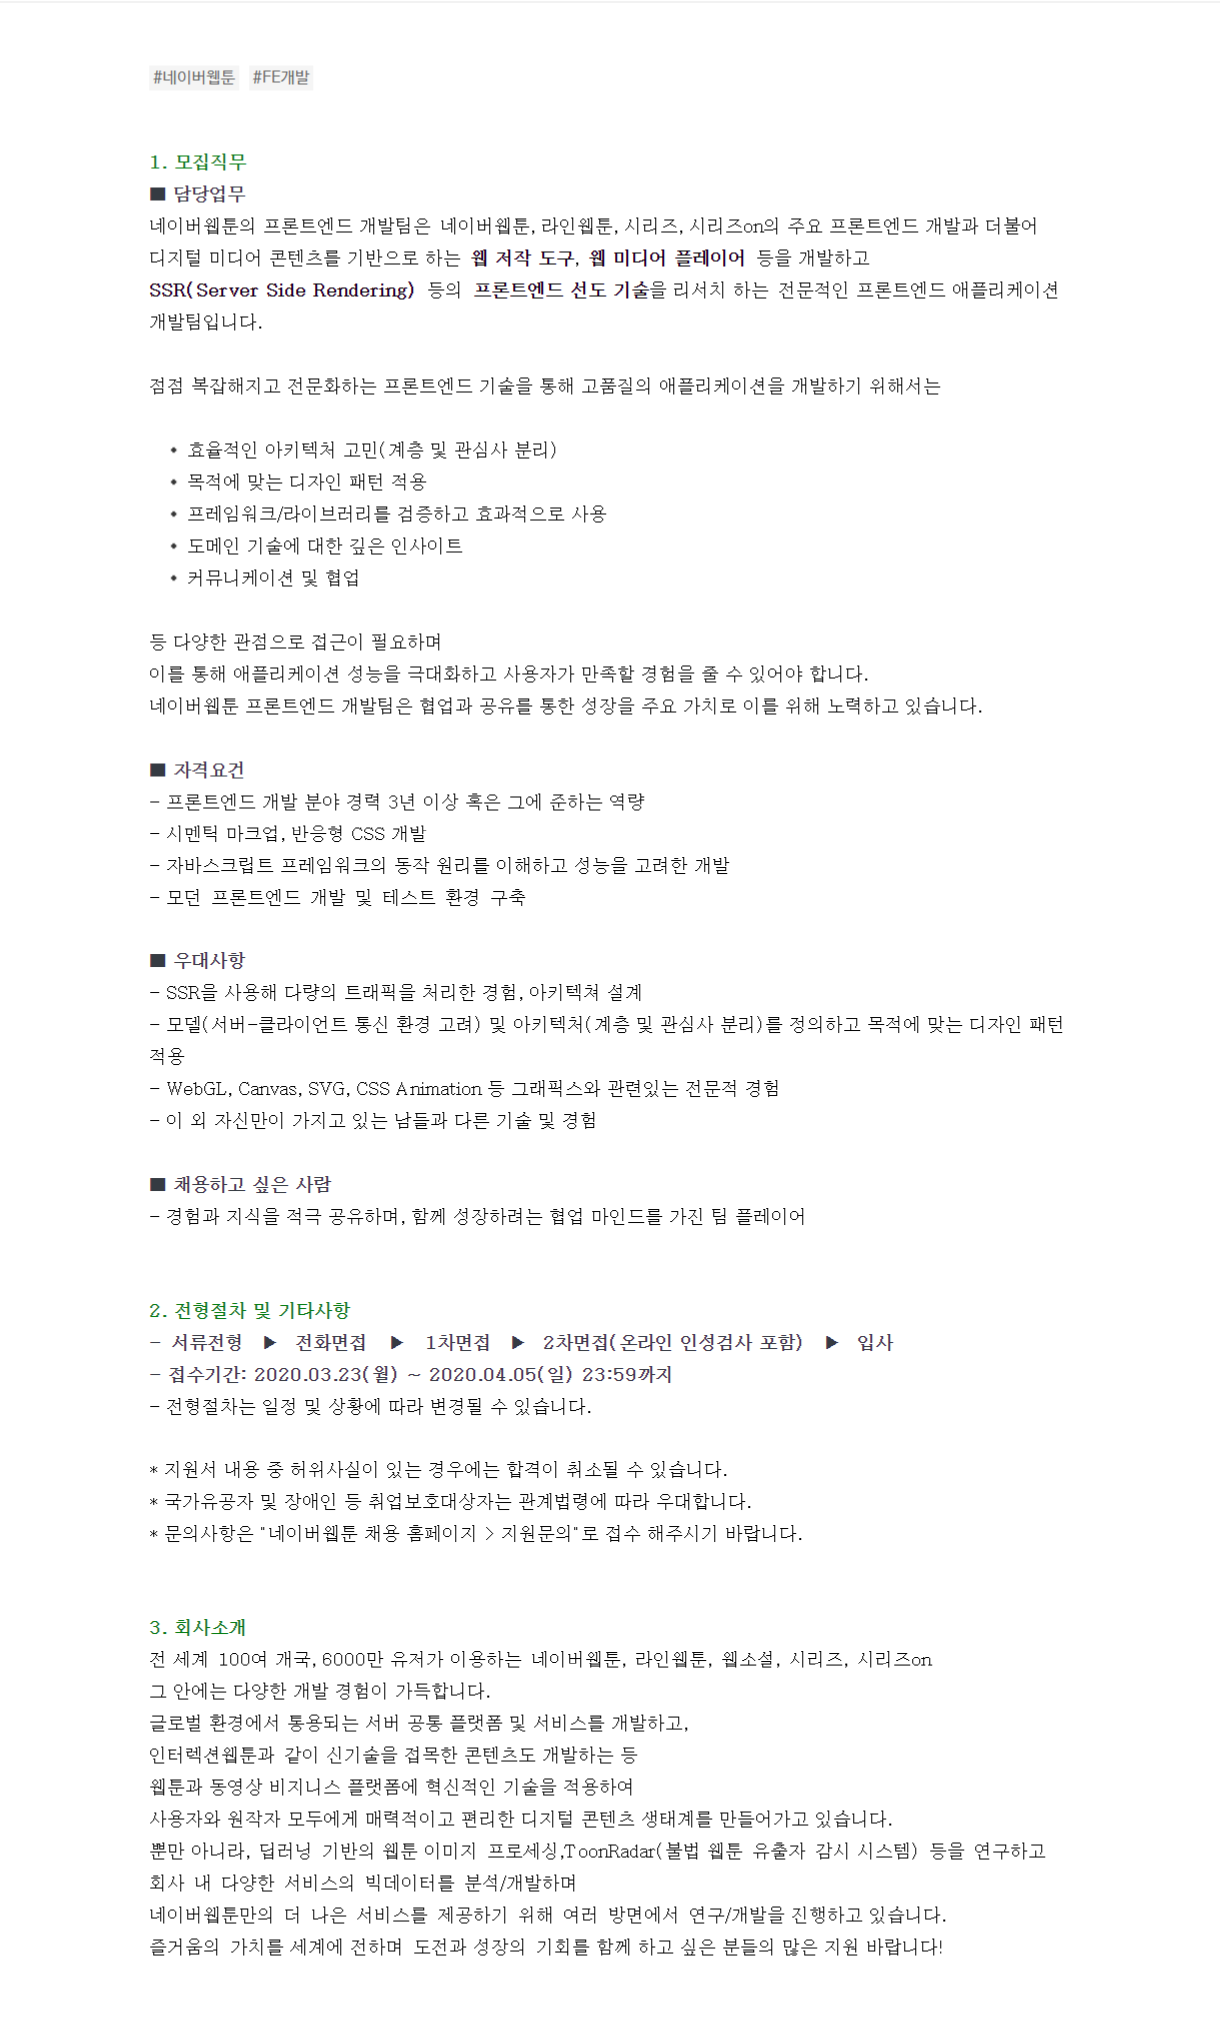 #네이버웹툰 #FE개발
1. 모집직무
■ 담당업무
네이버웹툰의 프론트엔드 개발팀은 네이버웹툰, 라인웹툰, 시리즈, 시리즈on의 주요 프론트엔드 개발과 더불어
디지털 미디어 콘텐츠를 기반으로 하는 웹 저작 도구, 웹 미디어 플레이어 등을 개발하고
SSR(Server Side Rendering) 등의 프론트엔드 선도 기술을 리서치 하는 전문적인 프론트엔드 애플리케이션
개발팀입니다.
점점 복잡해지고 전문화하는 프론트엔드 기술을 통해 고품질의 애플리케이션을 개발하기 위해서는
• 효율적인 아키텍처 고민(계층 및 관심사 분리)
• 목적에 맞는 디자인 패턴 적용
• 프레임워크/라이브러리를 검증하고 효과적으로 사용
• 도메인 기술에 대한 깊은 인사이트
• 커뮤니케이션 및 협업
등 다양한 관점으로 접근이 필요하며
이를 통해 애플리케이션 성능을 극대화하고 사용자가 만족할 경험을 줄 수 있어야 합니다.
네이버웹툰 프론트엔드 개발팀은 협업과 공유를 통한 성장을 주요 가치로 이를 위해 노력하고 있습니다.
■ 자격요건
- 프론트엔드 개발 분야 경력 3년 이상 혹은 그에 준하는 역량
- 시멘틱 마크업, 반응형 CSS 개발
- 자바스크립트 프레임워크의 동작 원리를 이해하고 성능을 고려한 개발
- 모던 프론트엔드 개발 및 테스트 환경 구축
■ 우대사항
- SSR을 사용해 다량의 트래픽을 처리한 경험, 아키텍쳐 설계
- 모델(서버-클라이언트 통신 환경 고려) 및 아키텍처(계층 및 관심사 분리)를 정의하고 목적에 맞는 디자인 패턴
적용
- WebGL, Canvas, SVG, CSS Animation 등 그래픽스와 관련있는 전문적 경험
- 이 외 자신만이 가지고 있는 남들과 다른 기술 및 경험
■ 채용하고 싶은 사람
- 경험과 지식을 적극 공유하며, 함께 성장하려는 협업 마인드를 가진 팀 플레이어
2. 전형절차 및 기타사항
- 서류전형 ▶ 전화면접 ▶ 1차면접 ▶ 2차면접(온라인 인성검사 포함) ▶ 입사
- 접수기간: 2020.03.23(월) ~ 2020.04.05(일) 23:59까지
- 전형절차는 일정 및 상황에 따라 변경될 수 있습니다.
* 지원서 내용 중 허위사실이 있는 경우에는 합격이 취소될 수 있습니다.
* 국가유공자 및 장애인 등 취업보호대상자는 관계법령에 따라 우대합니다.
* 문의사항은 "네이버웹툰 채용 홈페이지 > 지원문의"로 접수 해주시기 바랍니다.
3. 회사소개
전 세계 100여 개국, 6000만 유저가 이용하는 네이버웹툰, 라인웹툰, 웹소설, 시리즈, 시리즈on
그 안에는 다양한 개발 경험이 가득합니다.
글로벌 환경에서 통용되는 서버 공통 플랫폼 및 서비스를 개발하고,
인터렉션웹툰과 같이 신기술을 접목한 콘텐츠도 개발하는 등
웹툰과 동영상 비지니스 플랫폼에 혁신적인 기술을 적용하여
사용자와 원작자 모두에게 매력적이고 편리한 디지털 콘텐츠 생태계를 만들어가고 있습니다.
뿐만 아니라, 딥러닝 기반의 웹툰 이미지 프로세싱,ToonRadar(불법 웹툰 유출자 감시 시스템) 등을 연구하고
회사 내 다양한 서비스의 빅데이터를 분석/개발하며
네이버웹툰만의 더 나은 서비스를 제공하기 위해 여러 방면에서 연구/개발을 진행하고 있습니다.
즐거움의 가치를 세계에 전하며 도전과 성장의 기회를 함께 하고 싶은 분들의 많은 지원 바랍니다!